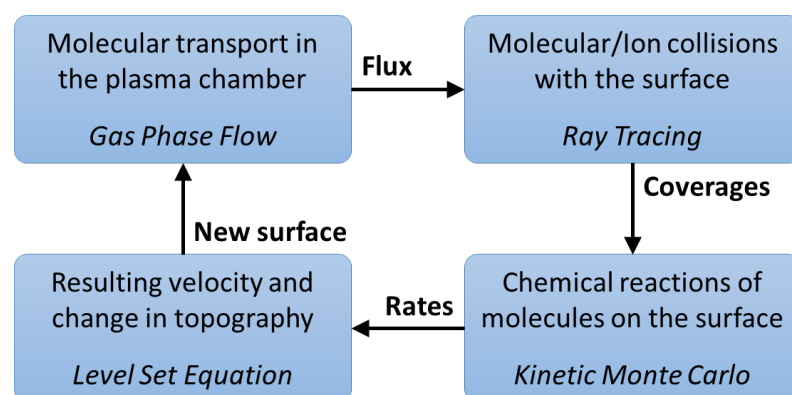 Molecular transport in
the plasma chamber
Gas Phase Flow
Flux
Molecular/Ion collisions
with the surface
Ray Tracing
Coverages
Chemical reactions of
molecules on the surface
Kinetic Monte Carlo
Rates
Resulting velocity and
change in topography
Level Set Equation
New surface